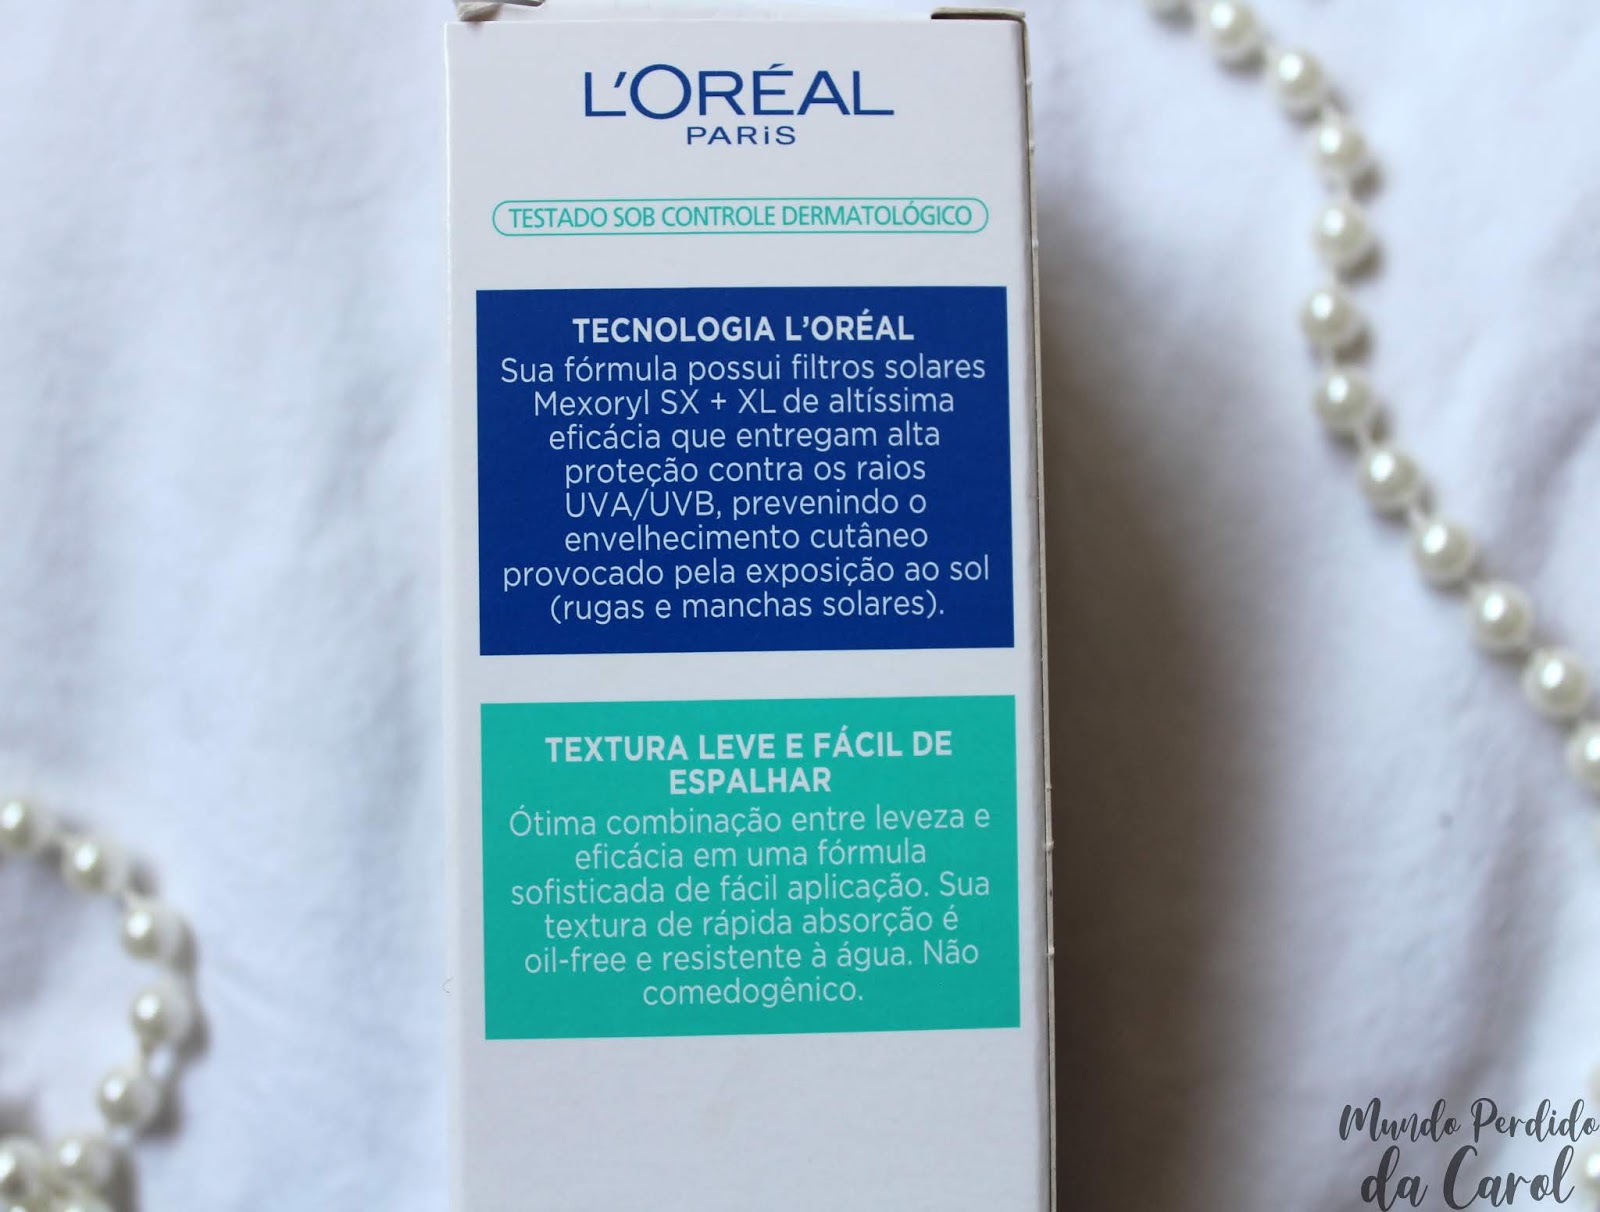 L'ORÉAL
PARiS
TESTADO SOB CONTROLE DERMATOLÓGICO
TECNOLOGIA L'ORÉAL
Sua fórmula possui filtros solares
Mexoryl SX + XL de altíssima
eficácia que entregam alta
proteção contra os raios
UVA/UVB, prevenindo o
envelhecimento cutâneo
provocado pela exposição ao sol
(rugas e manchas solares).
TEXTURA LEVE E FÁCIL DE
ESPALHAR
Ótima combinação entre leveza e
eficácia em uma fórmula
sofisticada de fácil aplicação. Sua
textura de rápida absorção é
oil-free e resistente à água. Não
comedogênico.
Mundo Perdido
da Carol